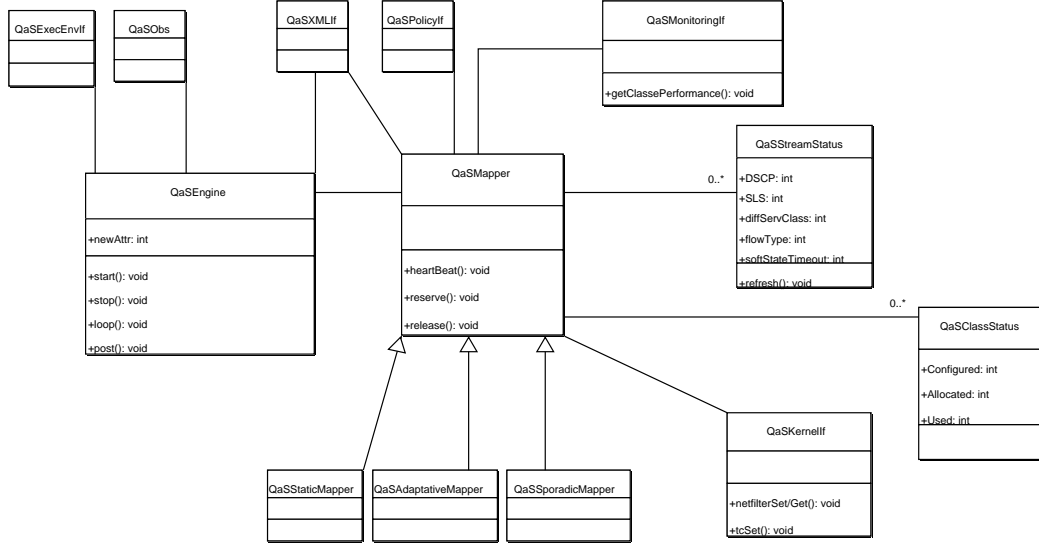 QaSExecEnvIf
QaSObs
QaSXMLIf
QaSPolicyIf
QaSMonitoringIf
+getClassePerformance(): void
QaSStreamStatus
+DSCP: int
+SLS: int
+diffServClass: int
+flowType: int
+softStateTimeout: int
+refresh(): void
0..*
QaSEngine
+newAttr: int
+start(): void
+stop(): void
+loop(): void
+post(): void
QaSMapper
+heartBeat(): void
+reserve(): void
+release(): void
0..*
QaSClassStatus
+Configured: int
+Allocated: int
+Used: int
QaSKernelIf
+netfilterSet/Get(): void
+tcSet(): void
QaSStaticMapper
QaSAdaptativeMapper
QaSSporadicMapper